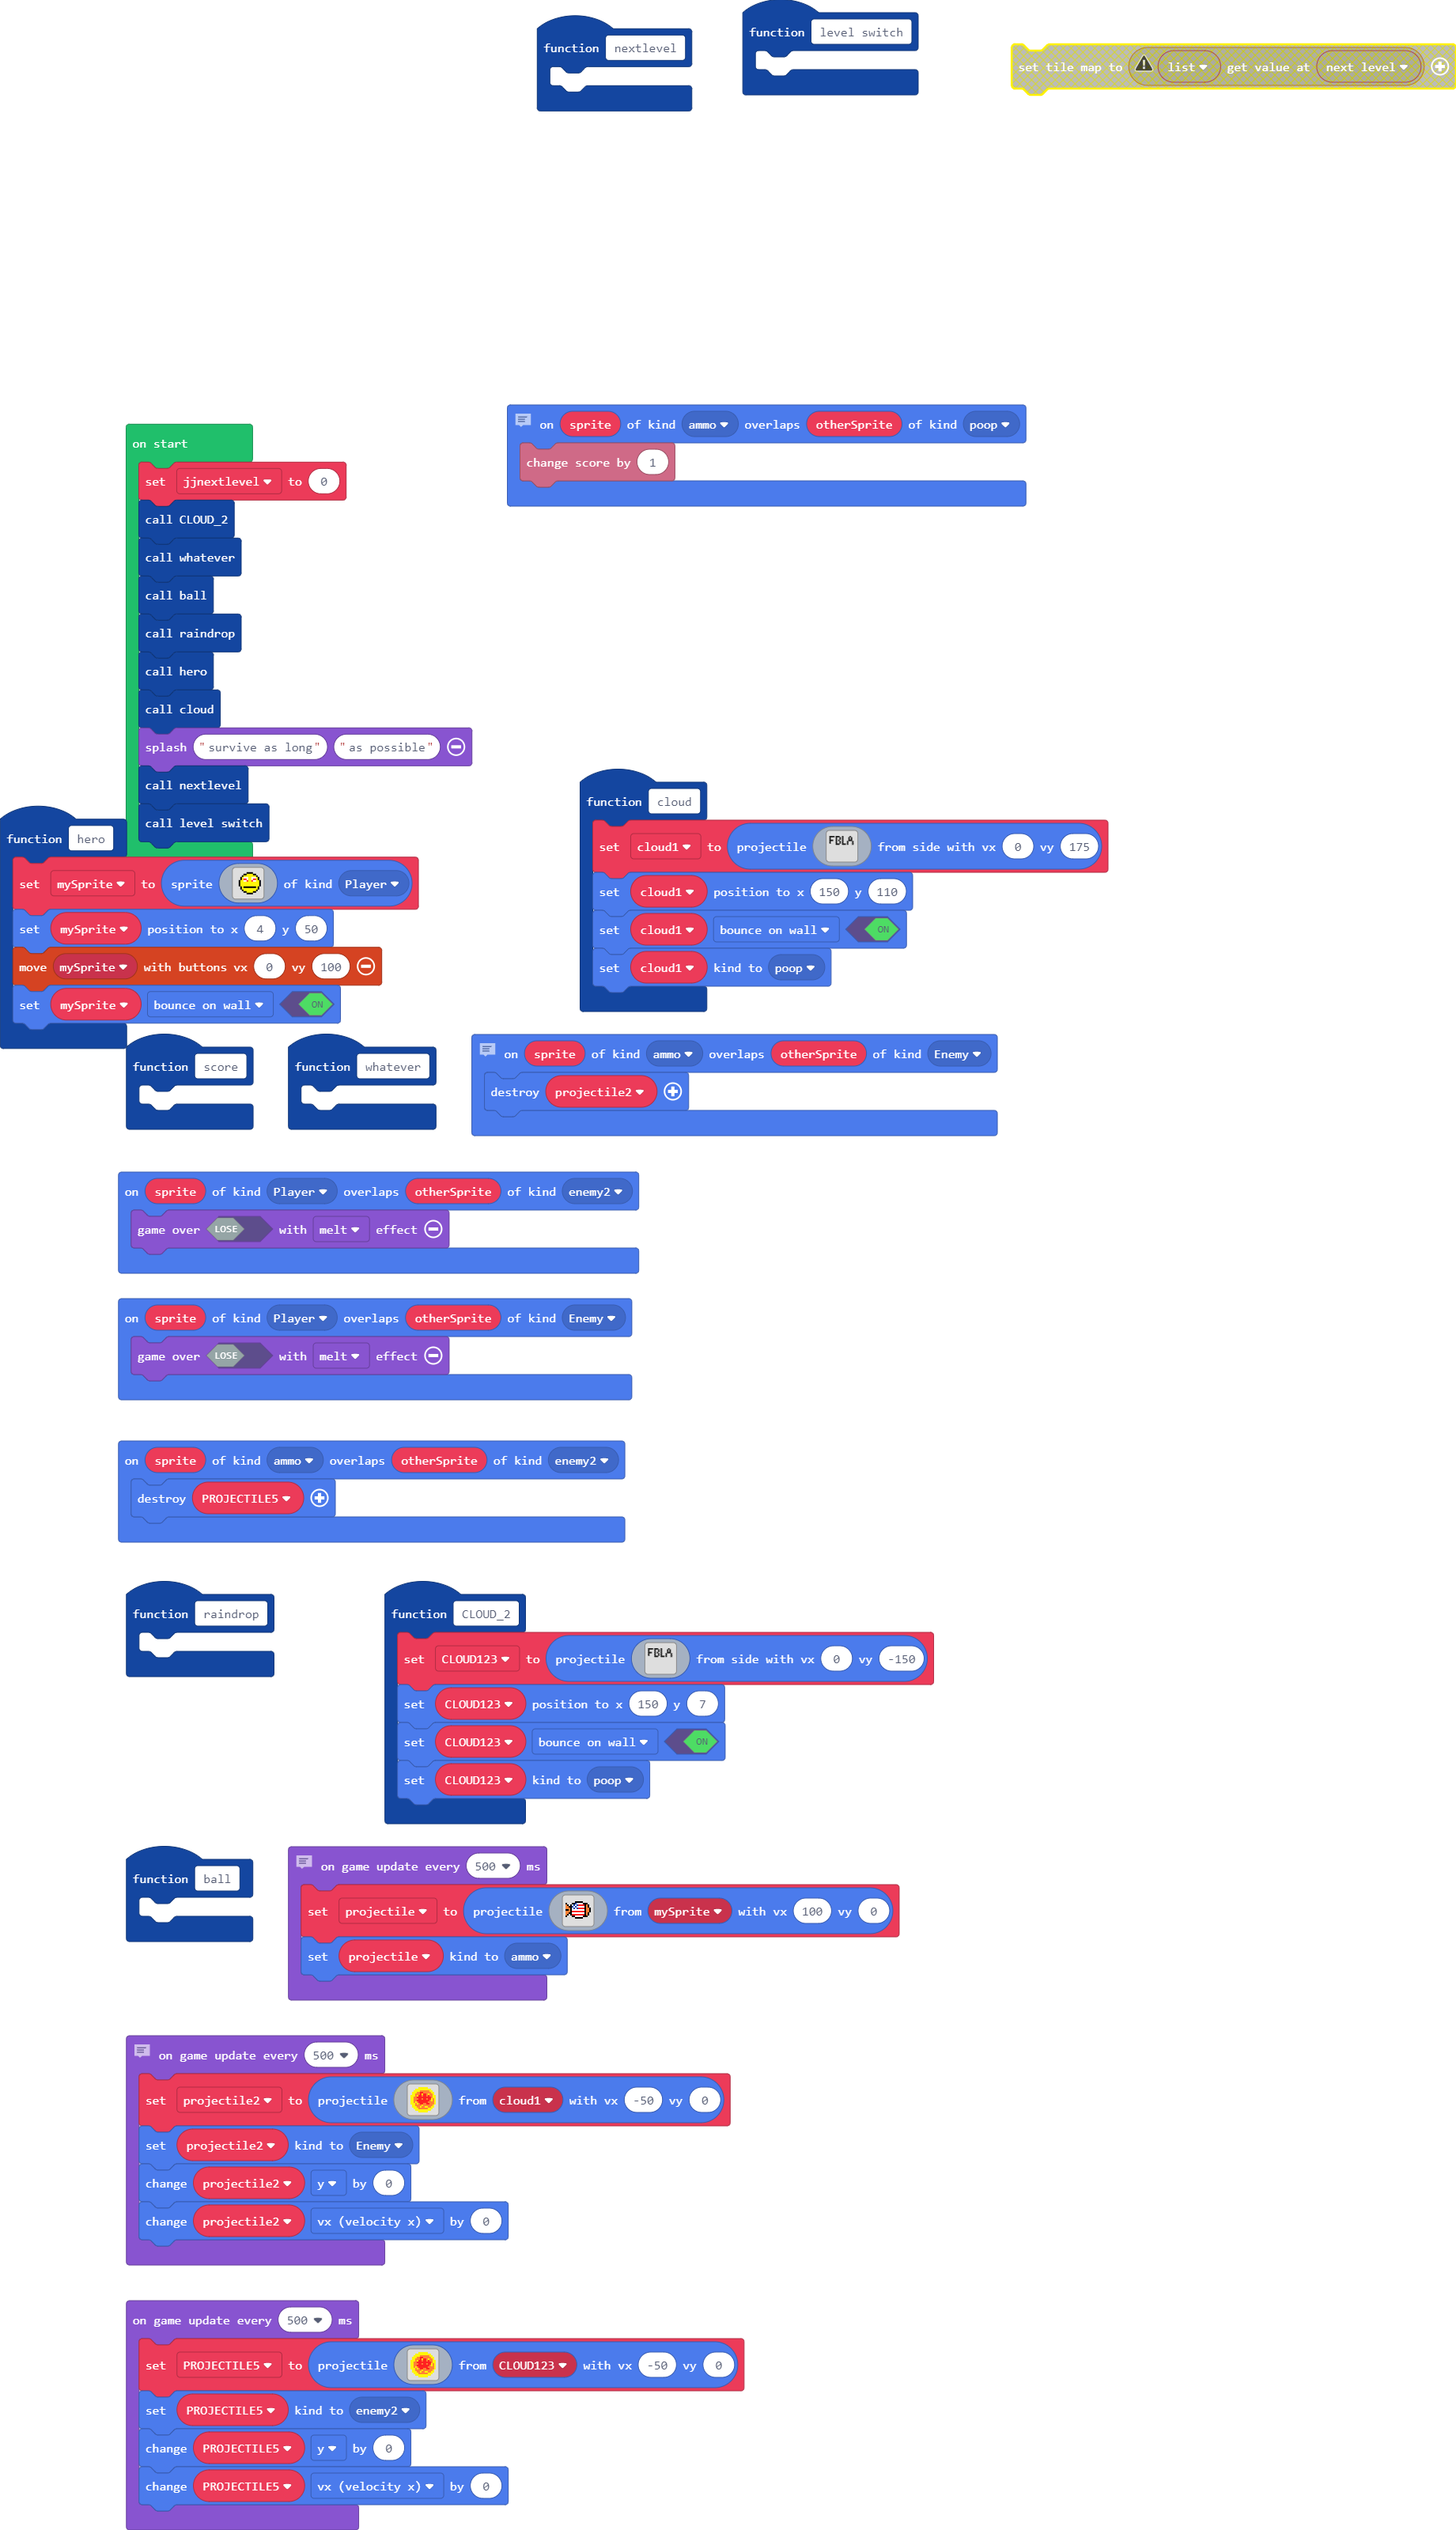 function nextlevel
function level switch
set tile map to list get value at next level
on start
set jjnextlevel to 0
call CLOUD_2
call whatever
call ball
call raindrop
call hero
call cloud
splash "survive as long" "as possible"
call nextlevel
call level switch
on sprite of kind ammo overlaps otherSprite of kind poop
change score by 1
function hero
set mySprite to sprite of kind Player
set mySprite position to x 4 y 50
move mySprite with buttons vx 0 vy 100
set mySprite bounce on wall ON
function cloud
set cloud1 to projectile FBLA from side with vx 0 vy 175
set cloud1 position to x 150 y 110
set cloud1 bounce on wall ON
set cloud1 kind to poop
function score
function whatever
on sprite of kind ammo overlaps otherSprite of kind Enemy
destroy projectile2
on sprite of kind Player overlaps otherSprite of kind enemy2
game over LOSE with melt effect
on sprite of kind Player overlaps otherSprite of kind Enemy
game over LOSE with melt effect
on sprite of kind ammo overlaps otherSprite of kind enemy2
destroy PROJECTILE5
function raindrop
function CLOUD_2
set CLOUD123 to projectile FBLA from side with vx 0 vy -150
set CLOUD123 position to x 150 y 7
set CLOUD123 bounce on wall ON
set CLOUD123 kind to poop
function ball
on game update every 500 ms
set projectile to projectile from mySprite with vx 100 vy 0
set projectile kind to ammo
on game update every 500 ms
set projectile2 to projectile from cloud1 with vx -50 vy 0
set projectile2 kind to Enemy
change projectile2 y by 0
change projectile2 vx (velocity x) by 0
on game update every 500 ms
set PROJECTILE5 to projectile from CLOUD123 with vx -50 vy 0
set PROJECTILE5 kind to enemy2
change PROJECTILE5 y by 0
change PROJECTILE5 vx (velocity x) by 0